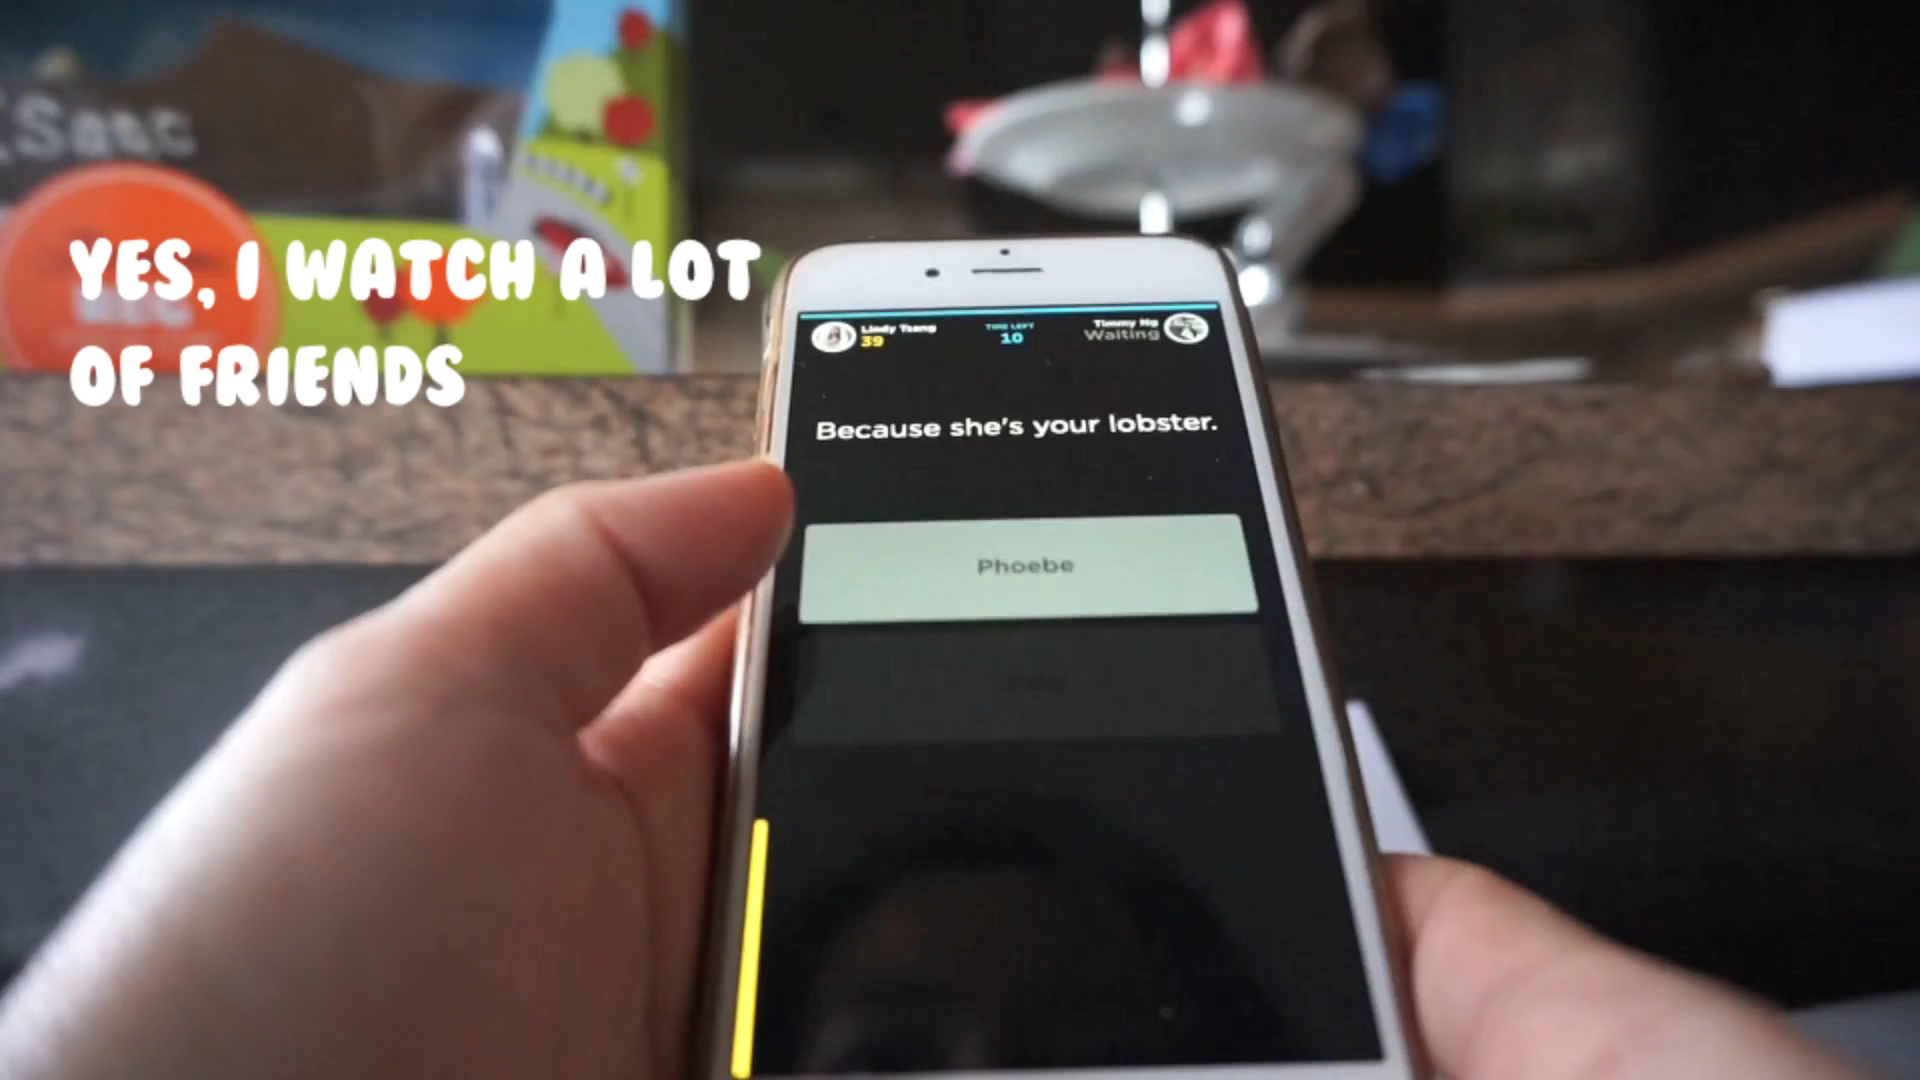 Isaac
YES, I WATCH A LOT
OF FRIENDS
Lindy Tsang
39
TIME LEFT
10
Timmy Ng
Waiting
Because she's your lobster.
Phoebe